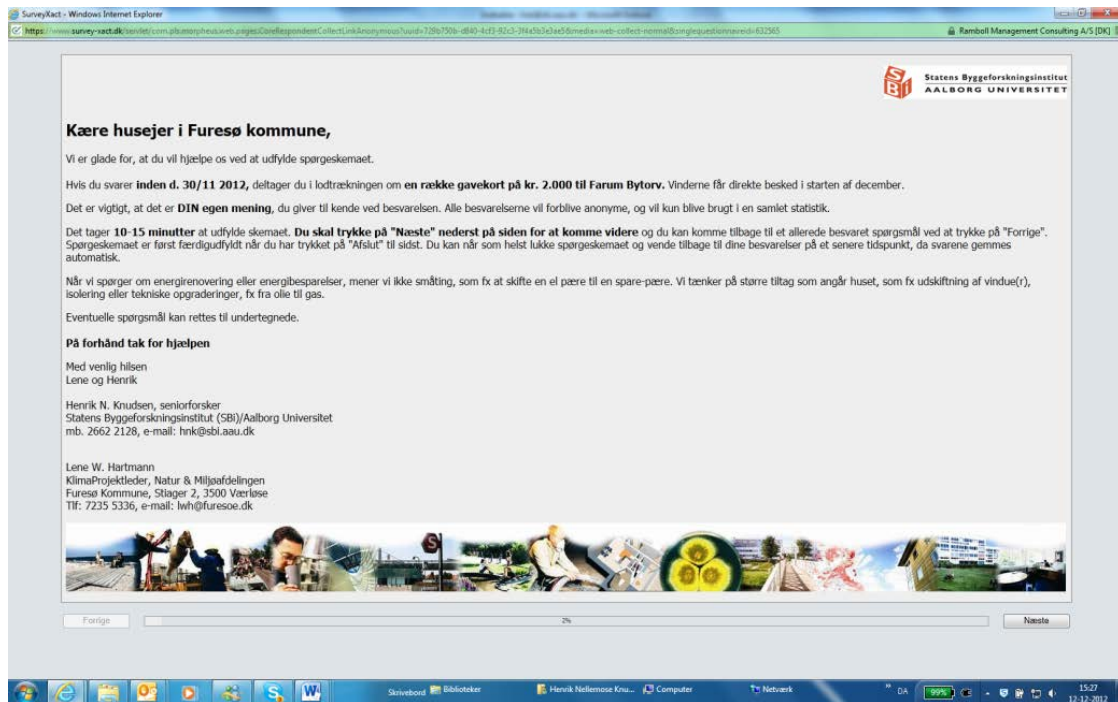 SurveyXact - Windows Internet Explorer
Ramboll Management Consulting A/S [DK]
SBI
Statens Byggeforskningsinstitut
AALBORG UNIVERSITET
Kære husejer i Furesø kommune,
Vi er glade for, at du vil hjælpe os ved at udfylde spørgeskemaet.
Hvis du svarer inden d. 30/11 2012, deltager du i lodtrækningen om en række gavekort på kr. 2.000 til Farum Bytorv. Vinderne får direkte besked i starten af december.
Det er vigtigt, at det er DIN egen mening, du giver til kende ved besvarelsen. Alle besvarelserne vil forblive anonyme, og vil kun blive brugt i en samlet statistik.
Det tager 10-15 minutter at udfylde skemaet. Du skal trykke på "Næste" nederst på siden for at komme videre og du kan komme tilbage til et allerede besvaret spørgsmål ved at trykke på "Forrige".
Spørgeskemaet er først færdigudfyldt når du har trykket på "Afslut" til sidst. Du kan når som helst lukke spørgeskemaet og vende tilbage til dine besvarelser på et senere tidspunkt, da svarene gemmes
automatisk.
Når vi spørger om energirenovering eller energibesparelser, mener vi ikke småting, som fx at skifte en el pære til en spare-pære. Vi tænker på større tiltag som angår huset, som fx udskiftning af vindue(r),
isolering eller tekniske opgraderinger, fx fra olie til gas.
Eventuelle spørgsmål kan rettes til undertegnede.
På forhånd tak for hjælpen
Med venlig hilsen
Lene og Henrik
Henrik N. Knudsen, seniorforsker
Statens Byggeforskningsinstitut (SBi)/Aalborg Universitet
mb. 2662 2128, e-mail: hnk@sbi.aau.dk
Lene W. Hartmann
KlimaProjektleder, Natur & Miljøafdelingen
Furesø Kommune, Stiager 2, 3500 Værløse
Tlf: 7235 5336, e-mail: lwh@furesoe.dk
Forrige
2%
Næste
Skrivebord
Biblioteker
Henrik Nellemose Knu...
Computer
Netværk
DA
99%
15:27
12-12-2012